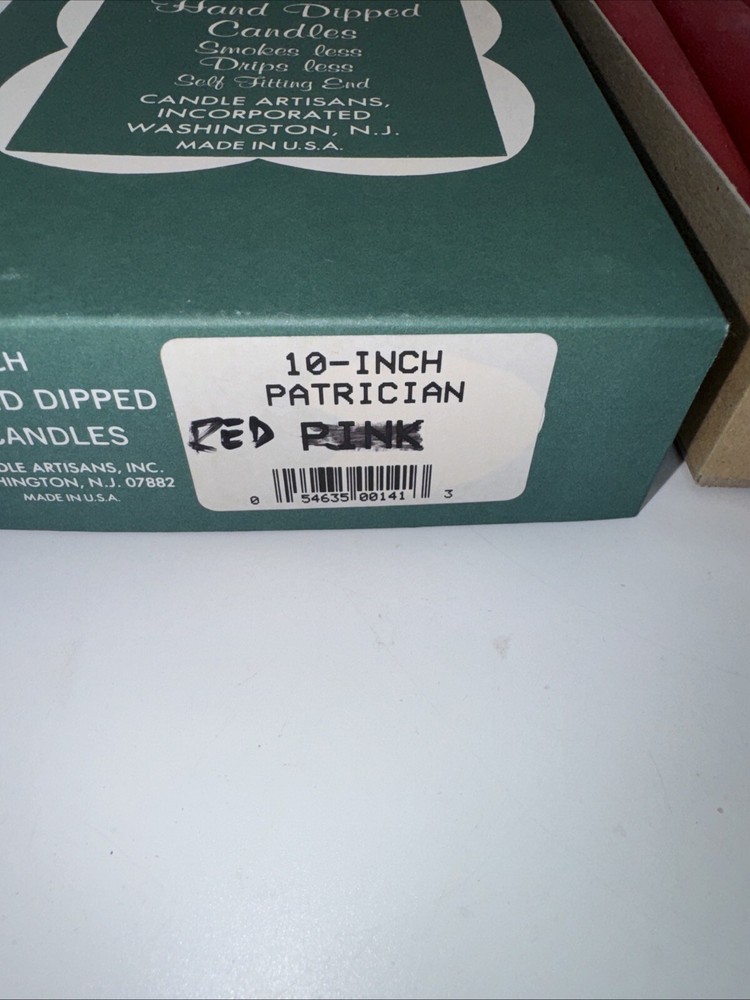 Hand Dipped
Candles
Smokes less
Drips less
Self Fitting End
CANDLE ARTISANS,
INCORPORATED
WASHINGTON, N.J.
MADE IN U.S.A.
CH
D DIPPED
CANDLES
DLE ARTISANS, INC.
HINGTON, N.J. 07882
MADE IN U.S.A.
10-INCH
PATRICIAN
RED PINK
0 54635 00141 3